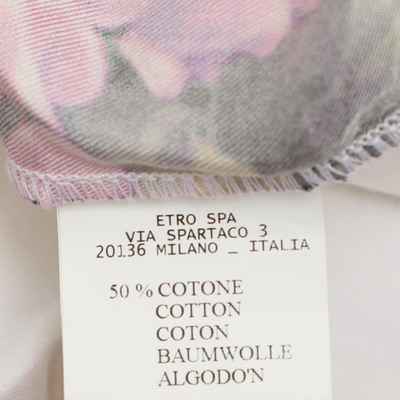 ETRO SPA
VIA SPARTACO 3
20136 MILANO _ ITALIA
50 % COTONE
COTTON
COTON
BAUMWOLLE
ALGODO'N